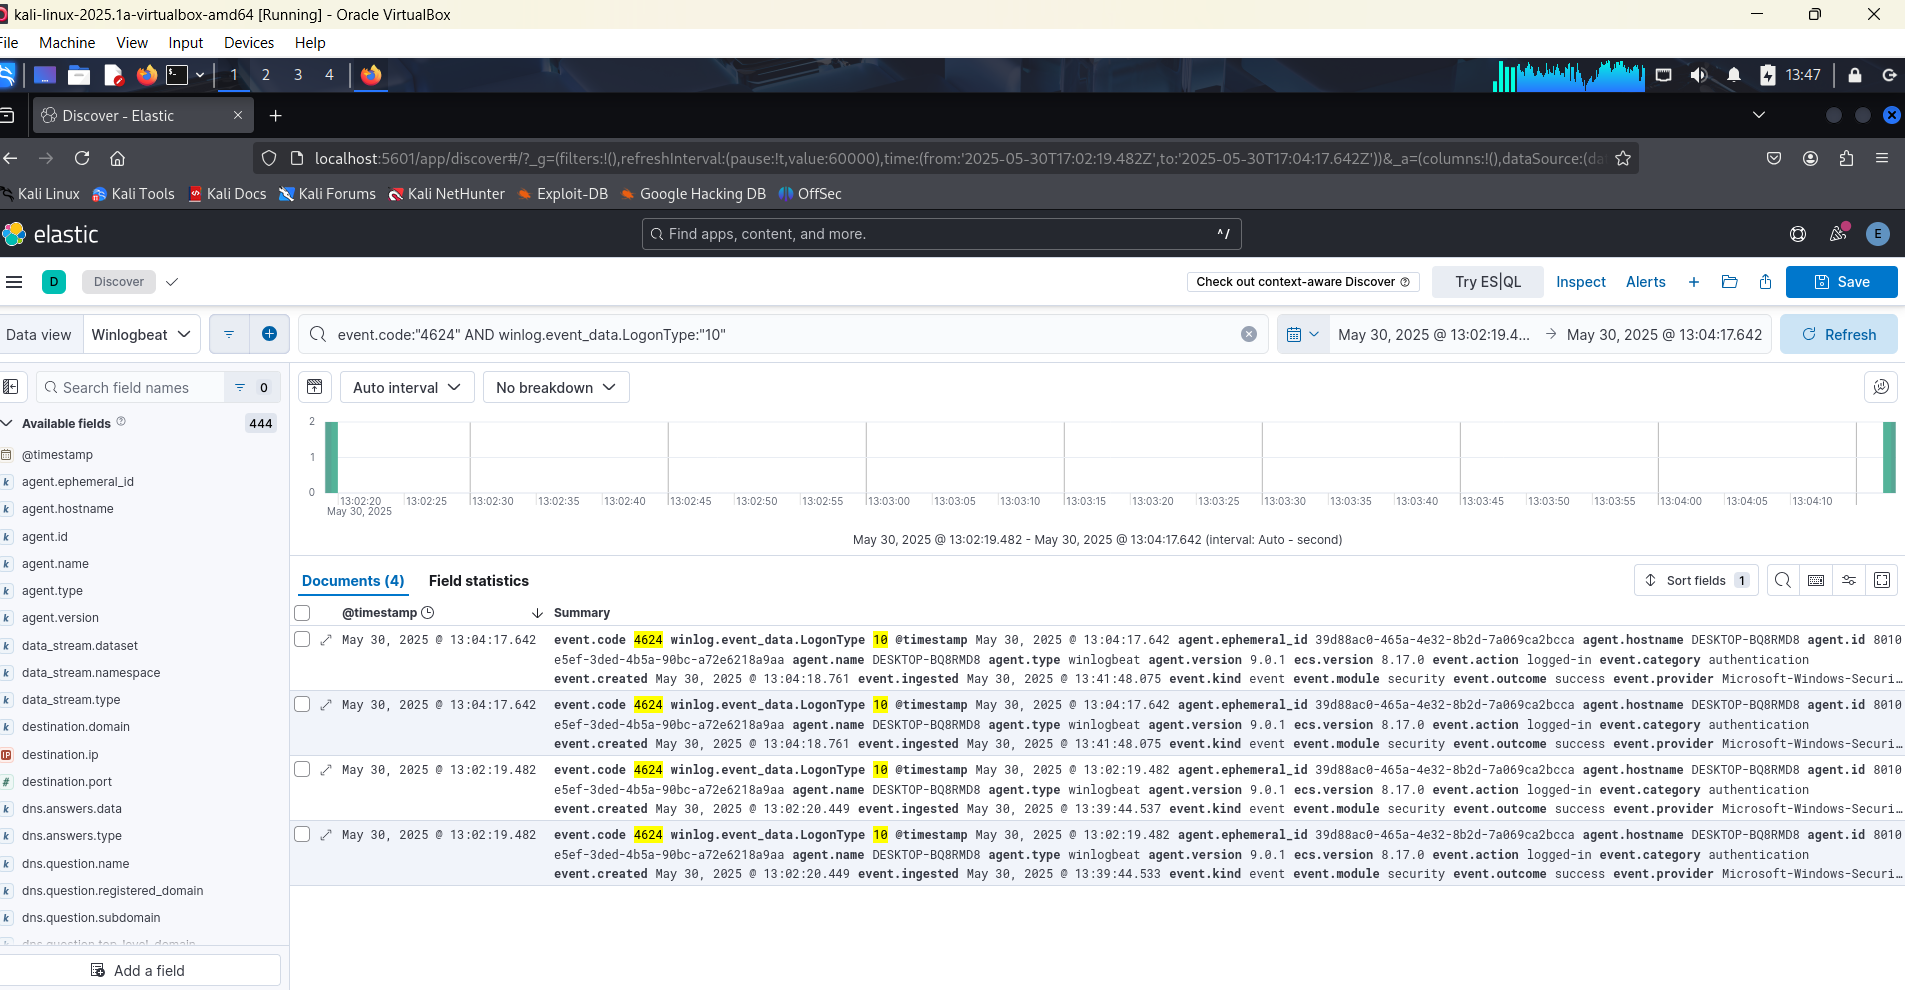 kali-linux-2025.1a-virtualbox-amd64 [Running] - Oracle VirtualBox
File Machine View Input Devices Help
1 2 3 4 13:47
Discover - Elastic
localhost:5601/app/discover#/?_g=(filters:!(),refreshInterval:(pause:!t,value:60000),time:(from:'2025-05-30T17:02:19.482Z',to:'2025-05-30T17:04:17.642Z'))&_a=(columns:!(),dataSource:(da
Kali Linux Kali Tools Kali Docs Kali Forums Kali NetHunter Exploit-DB Google Hacking DB OffSec
elastic Find apps, content, and more. ^/ E
D Discover Check out context-aware Discover Try ES|QL Inspect Alerts Save
Data view Winlogbeat event.code:"4624" AND winlog.event_data.LogonType:"10" May 30, 2025 @ 13:02:19.4... → May 30, 2025 @ 13:04:17.642 Refresh
Search field names 0 Auto interval No breakdown
Available fields 444
@timestamp
agent.ephemeral_id
agent.hostname
agent.id
agent.name
agent.type
agent.version
data_stream.dataset
data_stream.namespace
data_stream.type
destination.domain
destination.ip
destination.port
dns.answers.data
dns.answers.type
dns.question.name
dns.question.registered_domain
dns.question.subdomain
dns.question.top_level_domain
Add a field
2
1
0
13:02:20 13:02:25 13:02:30 13:02:35 13:02:40 13:02:45 13:02:50 13:02:55 13:03:00 13:03:05 13:03:10 13:03:15 13:03:20 13:03:25 13:03:30 13:03:35 13:03:40 13:03:45 13:03:50 13:03:55 13:04:00 13:04:05 13:04:10
May 30, 2025
May 30, 2025 @ 13:02:19.482 - May 30, 2025 @ 13:04:17.642 (interval: Auto - second)
Documents (4) Field statistics Sort fields 1
@timestamp Summary
May 30, 2025 @ 13:04:17.642 event.code 4624 winlog.event_data.LogonType 10 @timestamp May 30, 2025 @ 13:04:17.642 agent.ephemeral_id 39d88ac0-465a-4e32-8b2d-7a069ca2bcca agent.hostname DESKTOP-BQ8RMD8 agent.id 8010
e5ef-3ded-4b5a-90bc-a72e6218a9aa agent.name DESKTOP-BQ8RMD8 agent.type winlogbeat agent.version 9.0.1 ecs.version 8.17.0 event.action logged-in event.category authentication
event.created May 30, 2025 @ 13:04:18.761 event.ingested May 30, 2025 @ 13:41:48.075 event.kind event event.module security event.outcome success event.provider Microsoft-Windows-Securi...
May 30, 2025 @ 13:04:17.642 event.code 4624 winlog.event_data.LogonType 10 @timestamp May 30, 2025 @ 13:04:17.642 agent.ephemeral_id 39d88ac0-465a-4e32-8b2d-7a069ca2bcca agent.hostname DESKTOP-BQ8RMD8 agent.id 8010
e5ef-3ded-4b5a-90bc-a72e6218a9aa agent.name DESKTOP-BQ8RMD8 agent.type winlogbeat agent.version 9.0.1 ecs.version 8.17.0 event.action logged-in event.category authentication
event.created May 30, 2025 @ 13:04:18.761 event.ingested May 30, 2025 @ 13:41:48.075 event.kind event event.module security event.outcome success event.provider Microsoft-Windows-Securi...
May 30, 2025 @ 13:02:19.482 event.code 4624 winlog.event_data.LogonType 10 @timestamp May 30, 2025 @ 13:02:19.482 agent.ephemeral_id 39d88ac0-465a-4e32-8b2d-7a069ca2bcca agent.hostname DESKTOP-BQ8RMD8 agent.id 8010
e5ef-3ded-4b5a-90bc-a72e6218a9aa agent.name DESKTOP-BQ8RMD8 agent.type winlogbeat agent.version 9.0.1 ecs.version 8.17.0 event.action logged-in event.category authentication
event.created May 30, 2025 @ 13:02:20.449 event.ingested May 30, 2025 @ 13:39:44.537 event.kind event event.module security event.outcome success event.provider Microsoft-Windows-Securi...
May 30, 2025 @ 13:02:19.482 event.code 4624 winlog.event_data.LogonType 10 @timestamp May 30, 2025 @ 13:02:19.482 agent.ephemeral_id 39d88ac0-465a-4e32-8b2d-7a069ca2bcca agent.hostname DESKTOP-BQ8RMD8 agent.id 8010
e5ef-3ded-4b5a-90bc-a72e6218a9aa agent.name DESKTOP-BQ8RMD8 agent.type winlogbeat agent.version 9.0.1 ecs.version 8.17.0 event.action logged-in event.category authentication
event.created May 30, 2025 @ 13:02:20.449 event.ingested May 30, 2025 @ 13:39:44.533 event.kind event event.module security event.outcome success event.provider Microsoft-Windows-Securi...